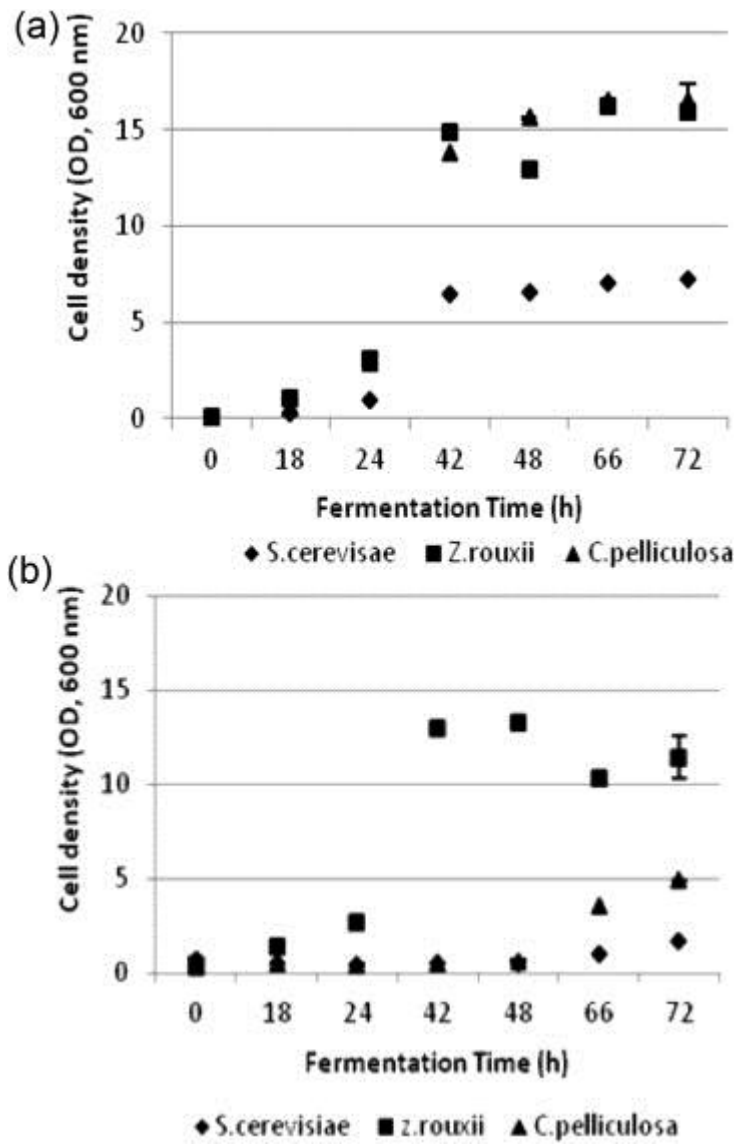 (a)
Cell density (OD, 600 nm)
20
15
10
5
0
0 18 24 42 48 66 72
Fermentation Time (h)
S.cerevisae Z.rouxii C.pelliculosa
(b)
Cell density (OD, 600 nm)
20
15
10
5
0
0 18 24 42 48 66 72
Fermentation Time (h)
S.cerevisiae z.rouxii C.pelliculosa